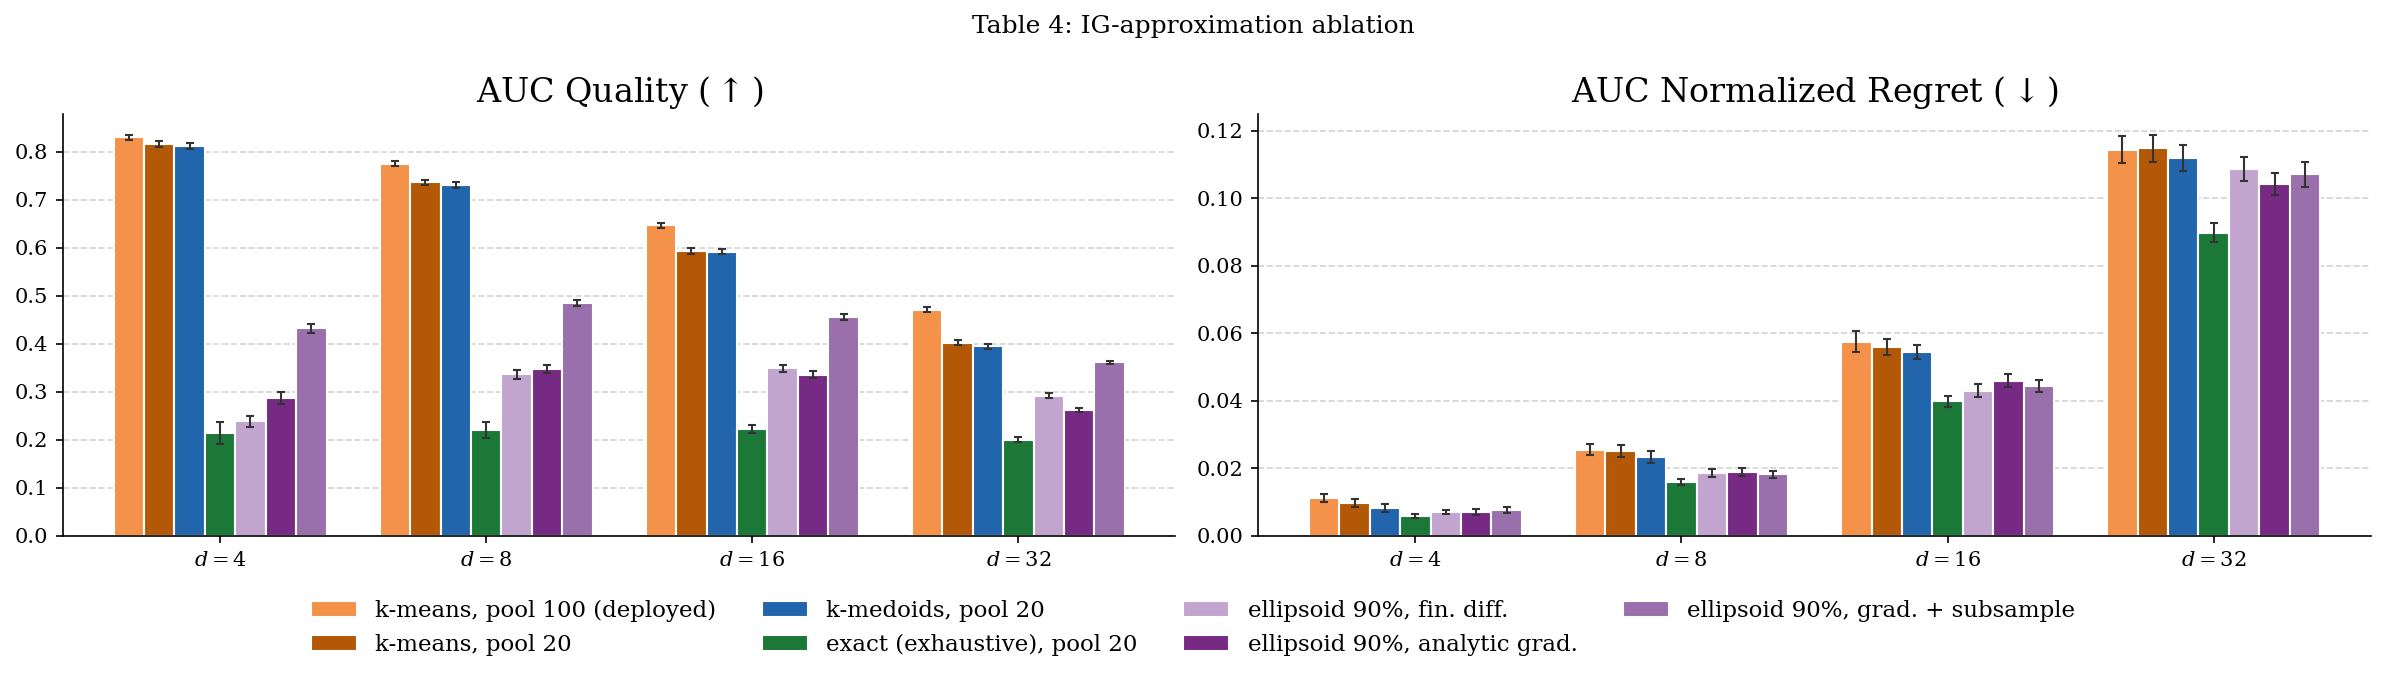 Table 4: IG-approximation ablation
AUC Quality ( ↑ )
0.8
0.7
0.6
0.5
0.4
0.3
0.2
0.1
0.0
d = 4
d = 8
d = 16
d = 32
AUC Normalized Regret ( ↓ )
0.12
0.10
0.08
0.06
0.04
0.02
0.00
d = 4
d = 8
d = 16
d = 32
k-means, pool 100 (deployed)
k-means, pool 20
k-medoids, pool 20
exact (exhaustive), pool 20
ellipsoid 90%, fin. diff.
ellipsoid 90%, analytic grad.
ellipsoid 90%, grad. + subsample